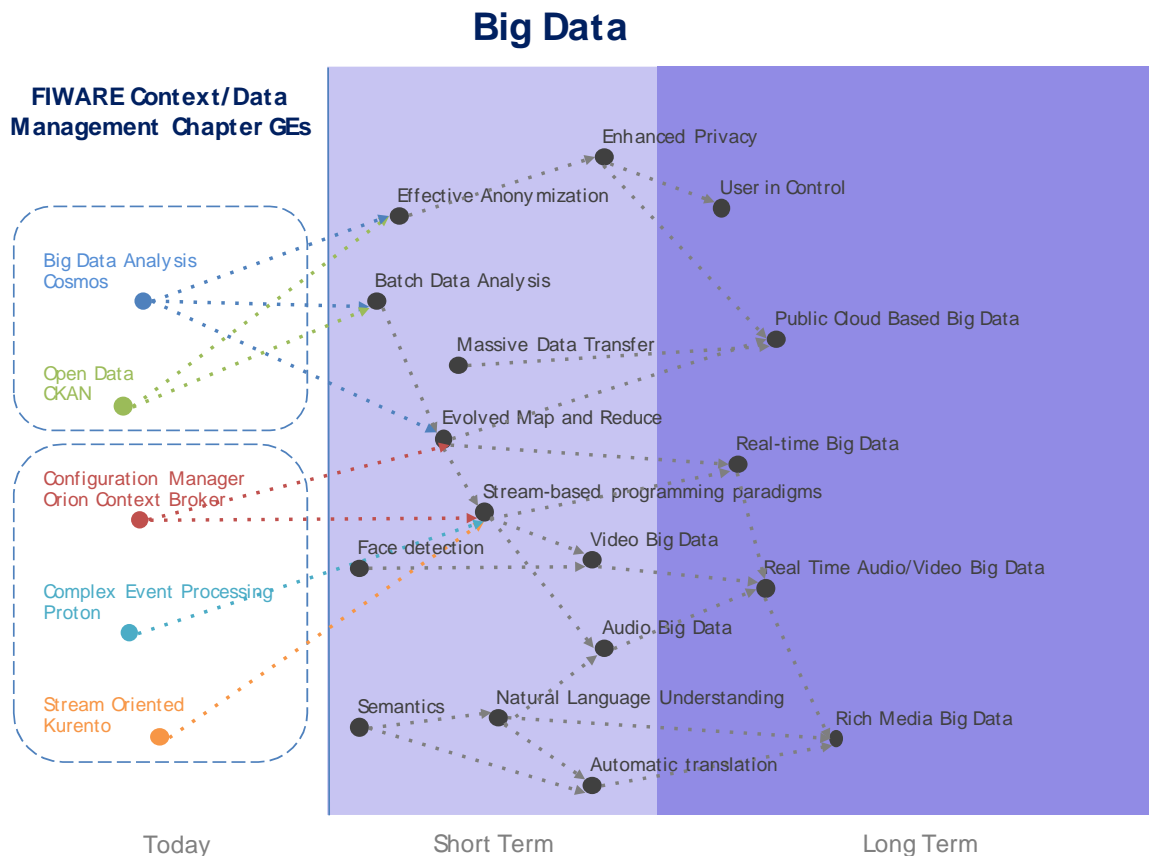 Big Data
FIWARE Context/Data
Management Chapter GEs
Enhanced Privacy
User in Control
Effective Anonymization
Big Data Analysis
Cosmos
Batch Data Analysis
Public Cloud Based Big Data
Massive Data Transfer
Open Data
CKAN
Evolved Map and Reduce
Real-time Big Data
Configuration Manager
Orion Context Broker
Stream-based programming paradigms
Face detection
Video Big Data
Real Time Audio/Video Big Data
Complex Event Processing
Proton
Audio Big Data
Semantics
Natural Language Understanding
Stream Oriented
Kurento
Rich Media Big Data
Automatic translation
Today
Short Term
Long Term